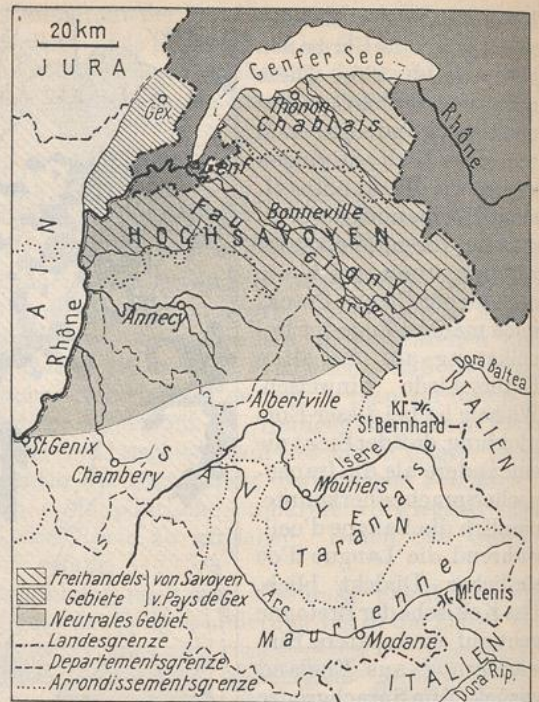 20 km
JURA
Genfer See
Gex
Thonon
Chablais
Rhône
Genf
Bonneville
Faucigny
HOCHSAVOYEN
AIN
Rhône
Arve
Annecy
Dora Baltea
ITALIEN
Kl.
St Bernhard
Albertville
St. Genix
Isère
Chambéry
SAVOYEN
Moûtiers
Tarantaise
Arc
Mt Cenis
Maurienne
Modane
ITALIEN
Dora Rip.
Freihandels- von Savoyen
Gebiete v. Pays de Gex
Neutrales Gebiet
Landesgrenze
Departementsgrenze
Arrondissementsgrenze